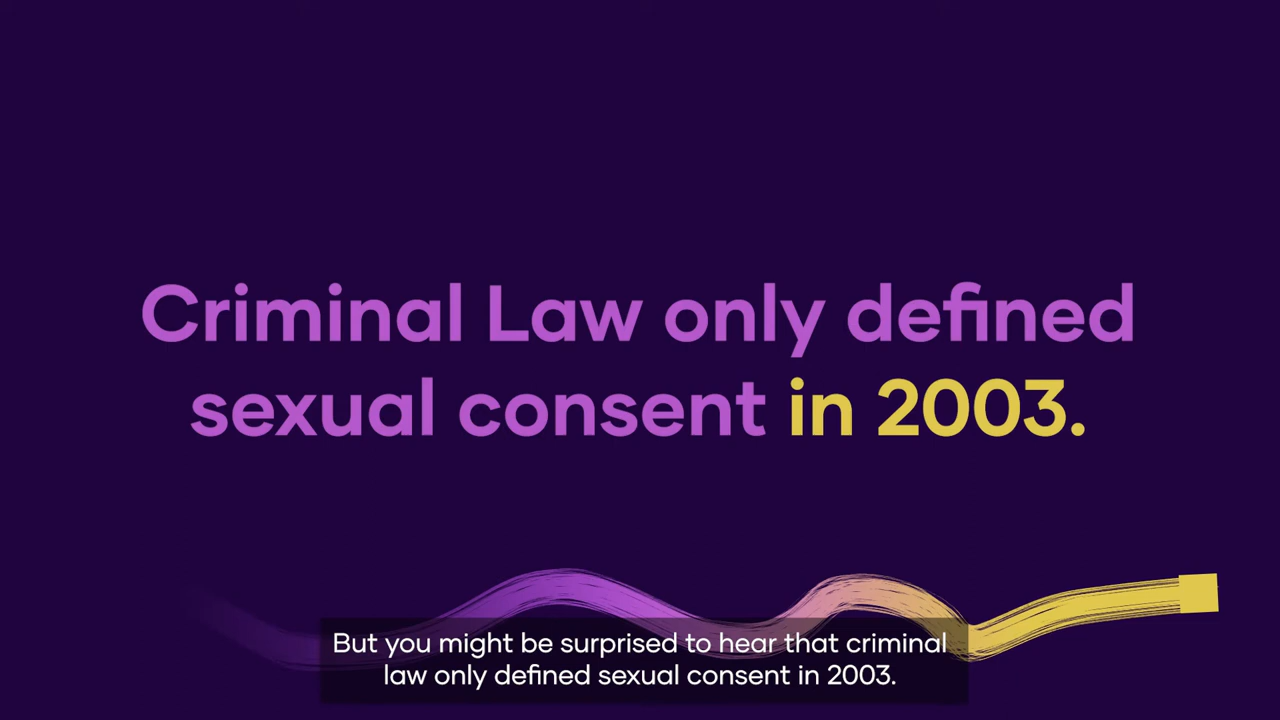 Criminal Law only defined
sexual consent in 2003.
But you might be surprised to hear that criminal
law only defined sexual consent in 2003.